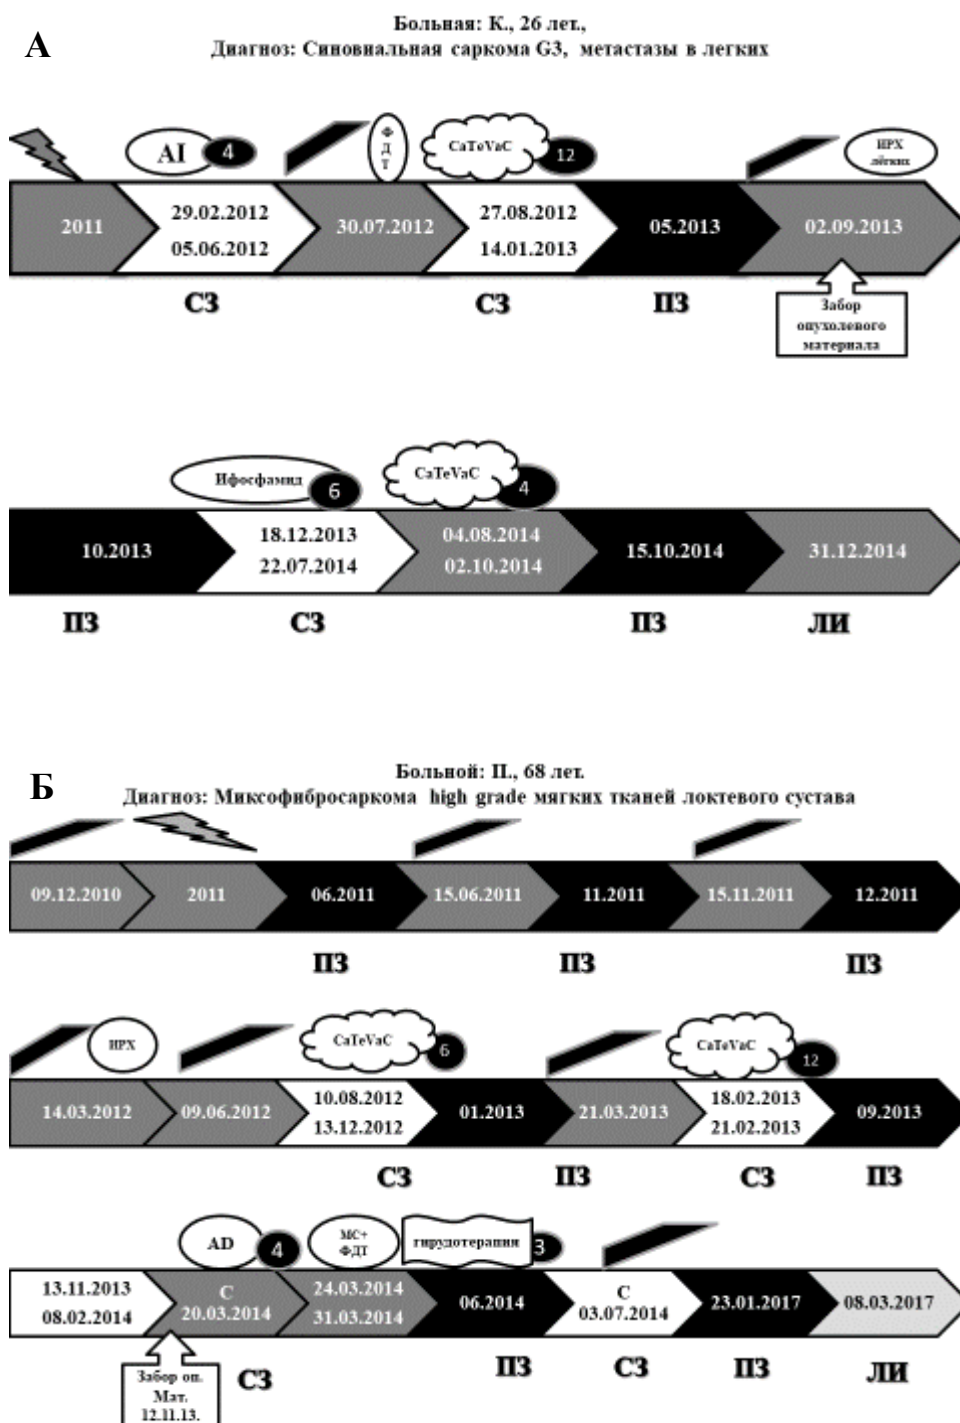 А
Больная: К., 26 лет.,
Диагноз: Синовиальная саркома G3, метастазы в легких
AI 4
Ф
Д
Т
CaTeVaC 12
ИРХ
лёгких
2011
29.02.2012
05.06.2012
30.07.2012
27.08.2012
14.01.2013
05.2013
02.09.2013
СЗ
СЗ
ПЗ
Забор
опухолевого
материала
Ифосфамид 6
CaTeVaC 4
10.2013
18.12.2013
22.07.2014
04.08.2014
02.10.2014
15.10.2014
31.12.2014
ПЗ
СЗ
ПЗ
ЛИ
Б
Больной: П., 68 лет.
Диагноз: Миксофибросаркома high grade мягких тканей локтевого сустава
09.12.2010
2011
06.2011
15.06.2011
11.2011
15.11.2011
12.2011
ПЗ
ПЗ
ПЗ
ИРХ
CaTeVaC 6
CaTeVaC 12
14.03.2012
09.06.2012
10.08.2012
13.12.2012
01.2013
21.03.2013
18.02.2013
21.02.2013
09.2013
СЗ
ПЗ
СЗ
ПЗ
AD 4
МС+
ФДТ
гирудотерапия 3
13.11.2013
08.02.2014
С
20.03.2014
24.03.2014
31.03.2014
06.2014
С
03.07.2014
23.01.2017
08.03.2017
Забор оп.
Мат.
12.11.13.
СЗ
ПЗ
СЗ
ПЗ
ЛИ